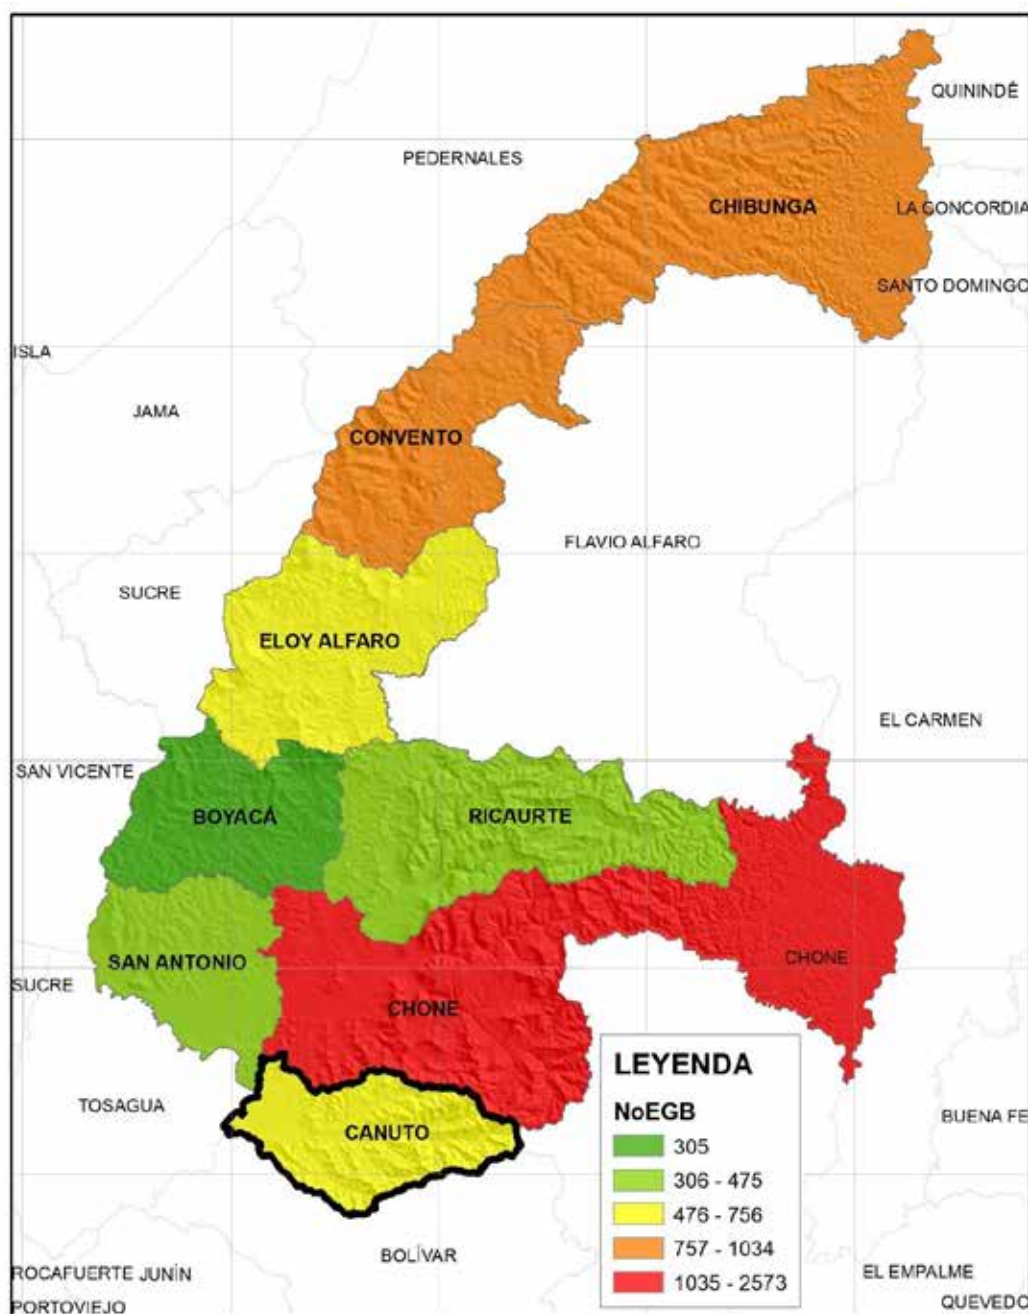 QUININDÉ
PEDERNALES
CHIBUNGA
LA CONCORDIA
SANTO DOMINGO
ISLA
JAMA
CONVENTO
FLAVIO ALFARO
SUCRE
ELOY ALFARO
EL CARMEN
SAN VICENTE
BOYACÁ
RICAURTE
SAN ANTONIO
CHONE
SUCRE
CHONE
TOSAGUA
CANUTO
BUENA FE
BOLÍVAR
ROCAFUERTE JUNÍN
EL EMPALME
PORTOVIEJO
QUEVEDO
LEYENDA
NoEGB
305
306 - 475
476 - 756
757 - 1034
1035 - 2573